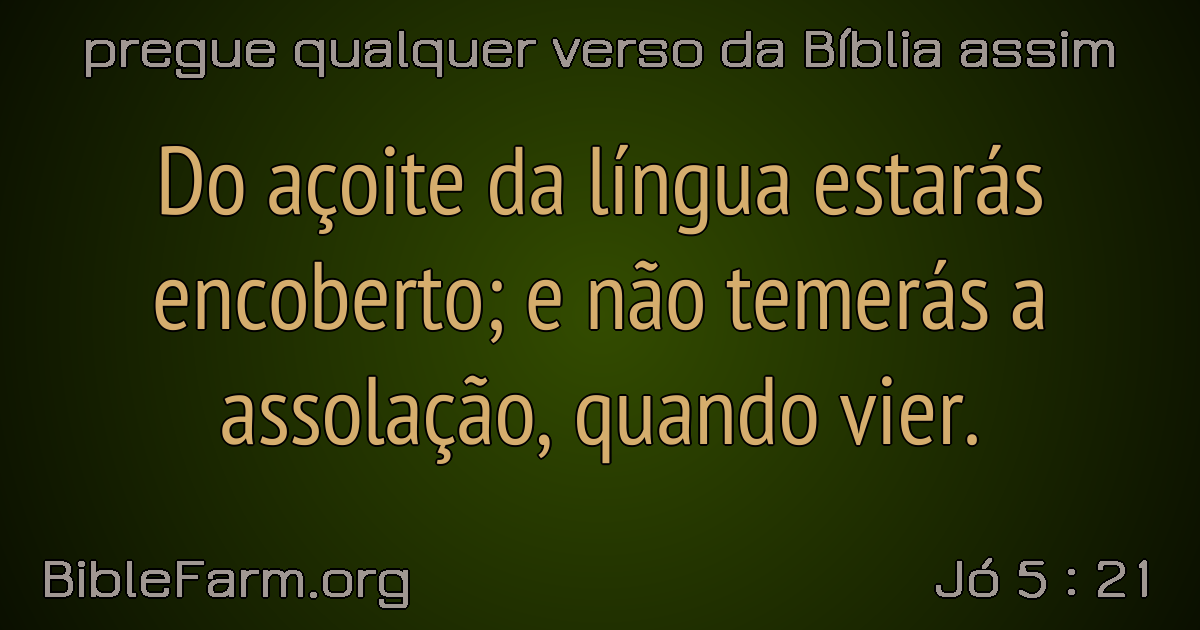 pregue qualquer verso da Bíblia assim
Do açoite da língua estarás
encoberto; e não temerás a
assolação, quando vier.
BibleFarm.org
Jó 5 : 21